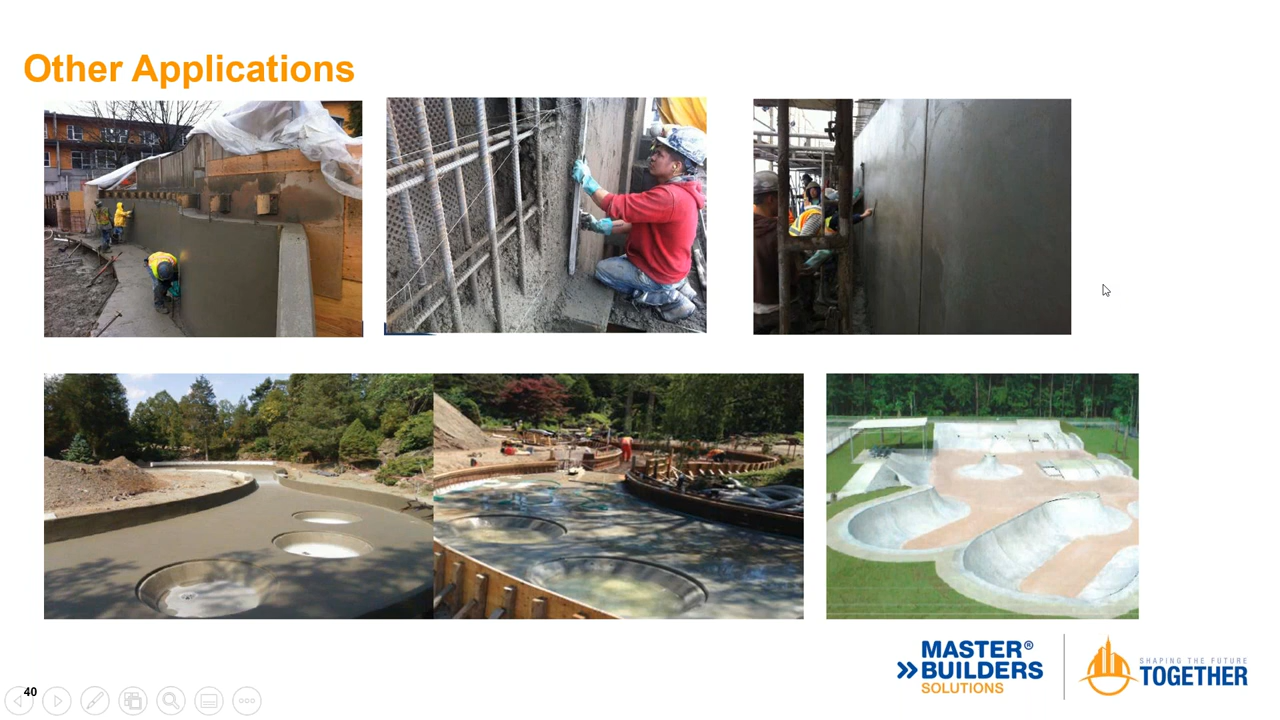 Other Applications
MASTER®
BUILDERS
SOLUTIONS
SHAPING THE FUTURE
TOGETHER
40